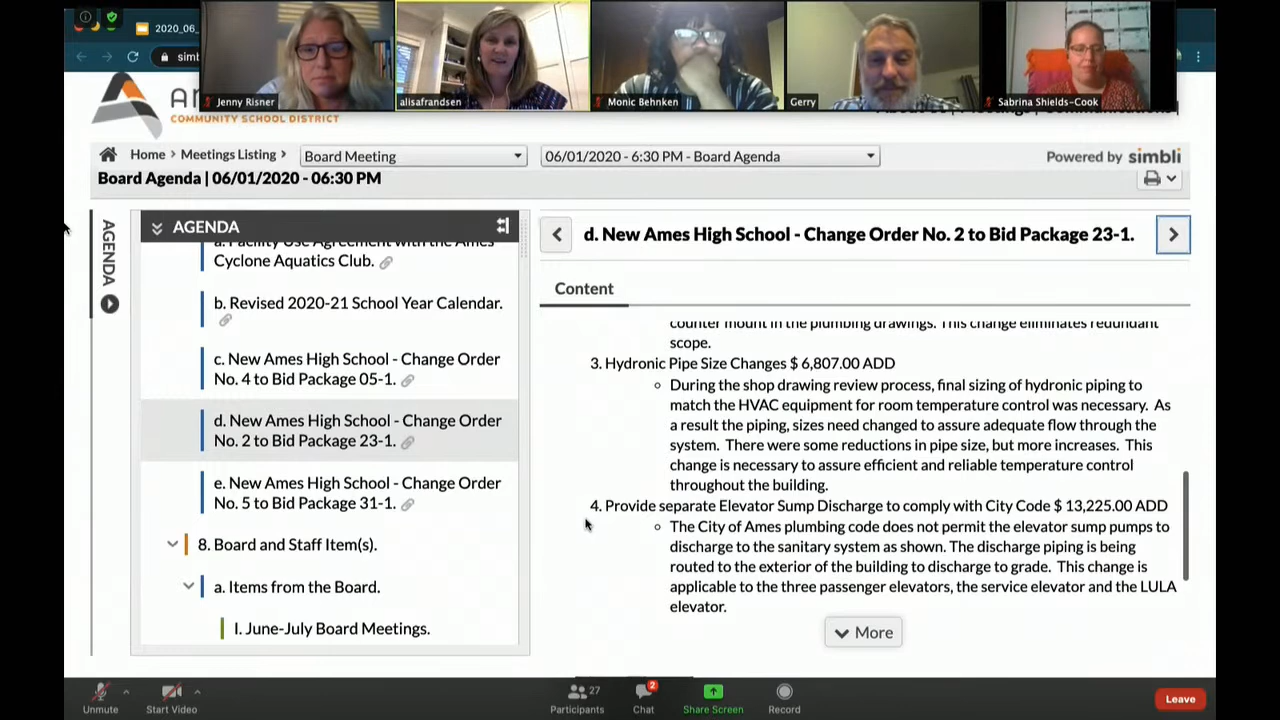 2020_06_
simb
Jenny Risner
alisafrandsen
Monic Behnken
Gerry
Sabrina Shields-Cook
COMMUNITY SCHOOL DISTRICT
Home > Meetings Listing >
Board Meeting
06/01/2020 - 6:30 PM - Board Agenda
Powered by simbli
Board Agenda | 06/01/2020 - 06:30 PM
AGENDA
AGENDA
a. Facility Use Agreement with the Ames
Cyclone Aquatics Club.
b. Revised 2020-21 School Year Calendar.
c. New Ames High School - Change Order
No. 4 to Bid Package 05-1.
d. New Ames High School - Change Order
No. 2 to Bid Package 23-1.
e. New Ames High School - Change Order
No. 5 to Bid Package 31-1.
8. Board and Staff Item(s).
a. Items from the Board.
I. June-July Board Meetings.
d. New Ames High School - Change Order No. 2 to Bid Package 23-1.
Content
counter mount in the plumbing drawings. This change eliminates redundant
scope.
3. Hydronic Pipe Size Changes $ 6,807.00 ADD
During the shop drawing review process, final sizing of hydronic piping to
match the HVAC equipment for room temperature control was necessary. As
a result the piping, sizes need changed to assure adequate flow through the
system. There were some reductions in pipe size, but more increases. This
change is necessary to assure efficient and reliable temperature control
throughout the building.
4. Provide separate Elevator Sump Discharge to comply with City Code $ 13,225.00 ADD
The City of Ames plumbing code does not permit the elevator sump pumps to
discharge to the sanitary system as shown. The discharge piping is being
routed to the exterior of the building to discharge to grade. This change is
applicable to the three passenger elevators, the service elevator and the LULA
elevator.
More
Unmute
Start Video
27
Participants
2
Chat
Share Screen
Record
Leave